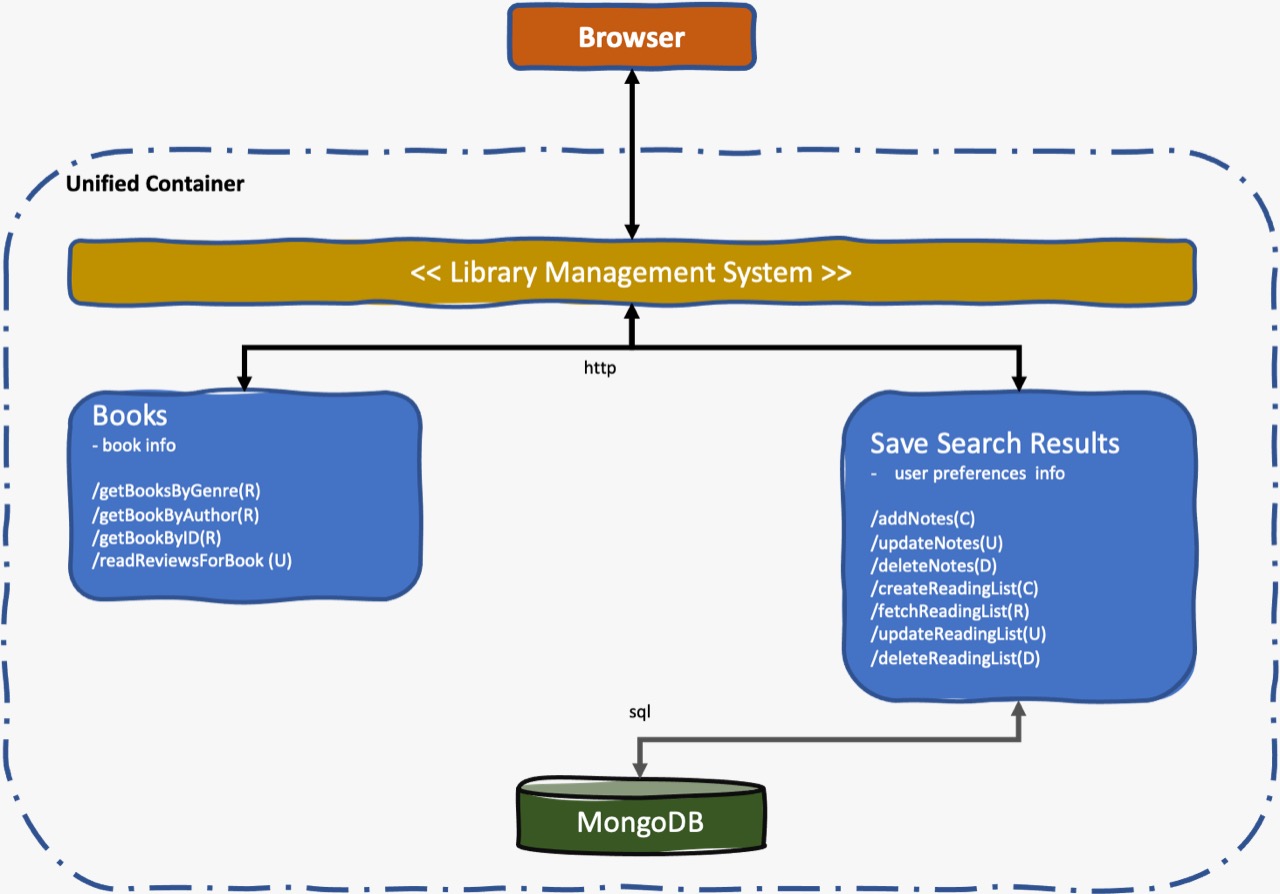 Browser
Unified Container
<< Library Management System >>
http
Books
- book info
/getBooksByGenre(R)
/getBookByAuthor(R)
/getBookByID(R)
/readReviewsForBook (U)
Save Search Results
- user preferences info
/addNotes(C)
/updateNotes(U)
/deleteNotes(D)
/createReadingList(C)
/fetchReadingList(R)
/updateReadingList(U)
/deleteReadingList(D)
sql
MongoDB